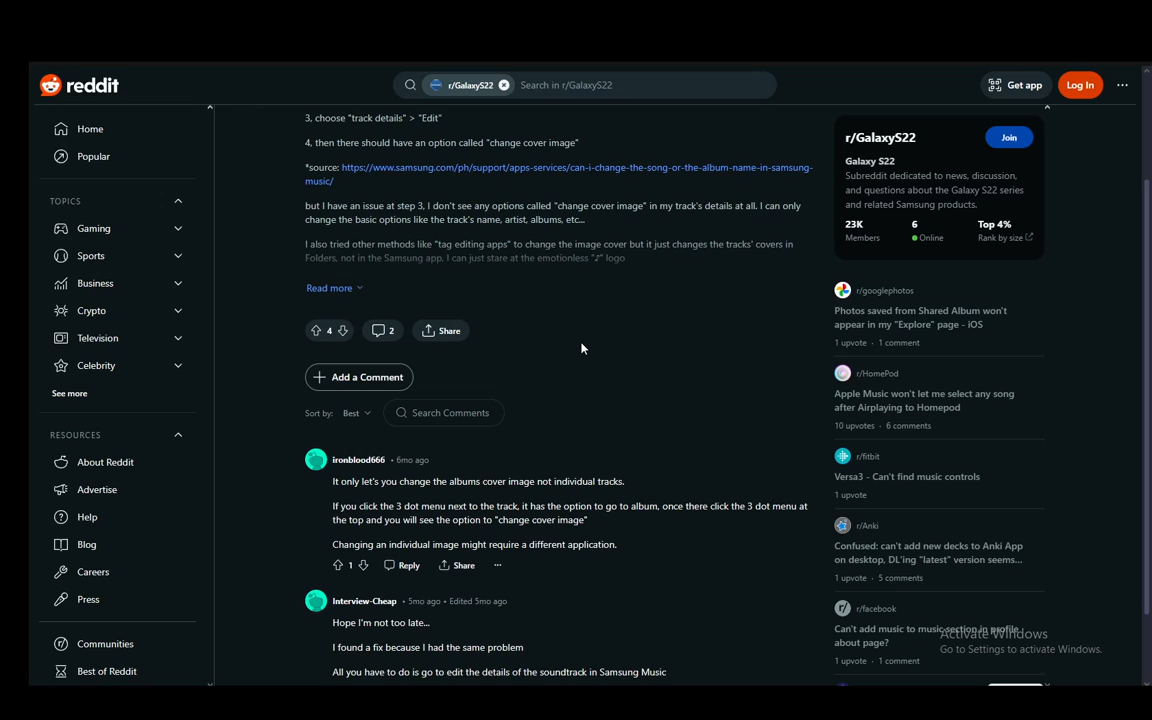 reddit
r/GalaxyS22
Search in r/GalaxyS22
Get app
Log In
Home
Popular
TOPICS
Gaming
Sports
Business
Crypto
Television
Celebrity
See more
RESOURCES
About Reddit
Advertise
Help
Blog
Careers
Press
Communities
Best of Reddit
3, choose "track details" > "Edit"
4, then there should have an option called "change cover image"
*source: https://www.samsung.com/ph/support/apps-services/can-i-change-the-song-or-the-album-name-in-samsung-
music/
but I have an issue at step 3, I don't see any options called "change cover image" in my track's details at all. I can only
change the basic options like the track's name, artist, albums, etc...
I also tried other methods like "tag editing apps" to change the image cover but it just changes the tracks' covers in
Folders, not in the Samsung app, I can just stare at the emotionless "♪" logo
Read more
4
2
Share
Add a Comment
Sort by: Best
Search Comments
ironblood666 • 6mo ago
It only let's you change the albums cover image not individual tracks.
If you click the 3 dot menu next to the track, it has the option to go to album, once there click the 3 dot menu at
the top and you will see the option to "change cover image"
Changing an individual image might require a different application.
1 Reply Share ...
Interview-Cheap • 5mo ago • Edited 5mo ago
Hope I'm not too late...
I found a fix because I had the same problem
All you have to do is go to edit the details of the soundtrack in Samsung Music
r/GalaxyS22
Join
Galaxy S22
Subreddit dedicated to news, discussion,
and questions about the Galaxy S22 series
and related Samsung products.
23K 6 Top 4%
Members Online Rank by size
r/googlephotos
Photos saved from Shared Album won't
appear in my "Explore" page - iOS
1 upvote · 1 comment
r/HomePod
Apple Music won't let me select any song
after Airplaying to Homepod
10 upvotes · 6 comments
r/fitbit
Versa3 - Can't find music controls
1 upvote
r/Anki
Confused: can't add new decks to Anki App
on desktop, DL'ing "latest" version seems...
1 upvote · 5 comments
r/facebook
Can't add music to music section in profile
about page?
1 upvote · 1 comment
Activate Windows
Go to Settings to activate Windows.